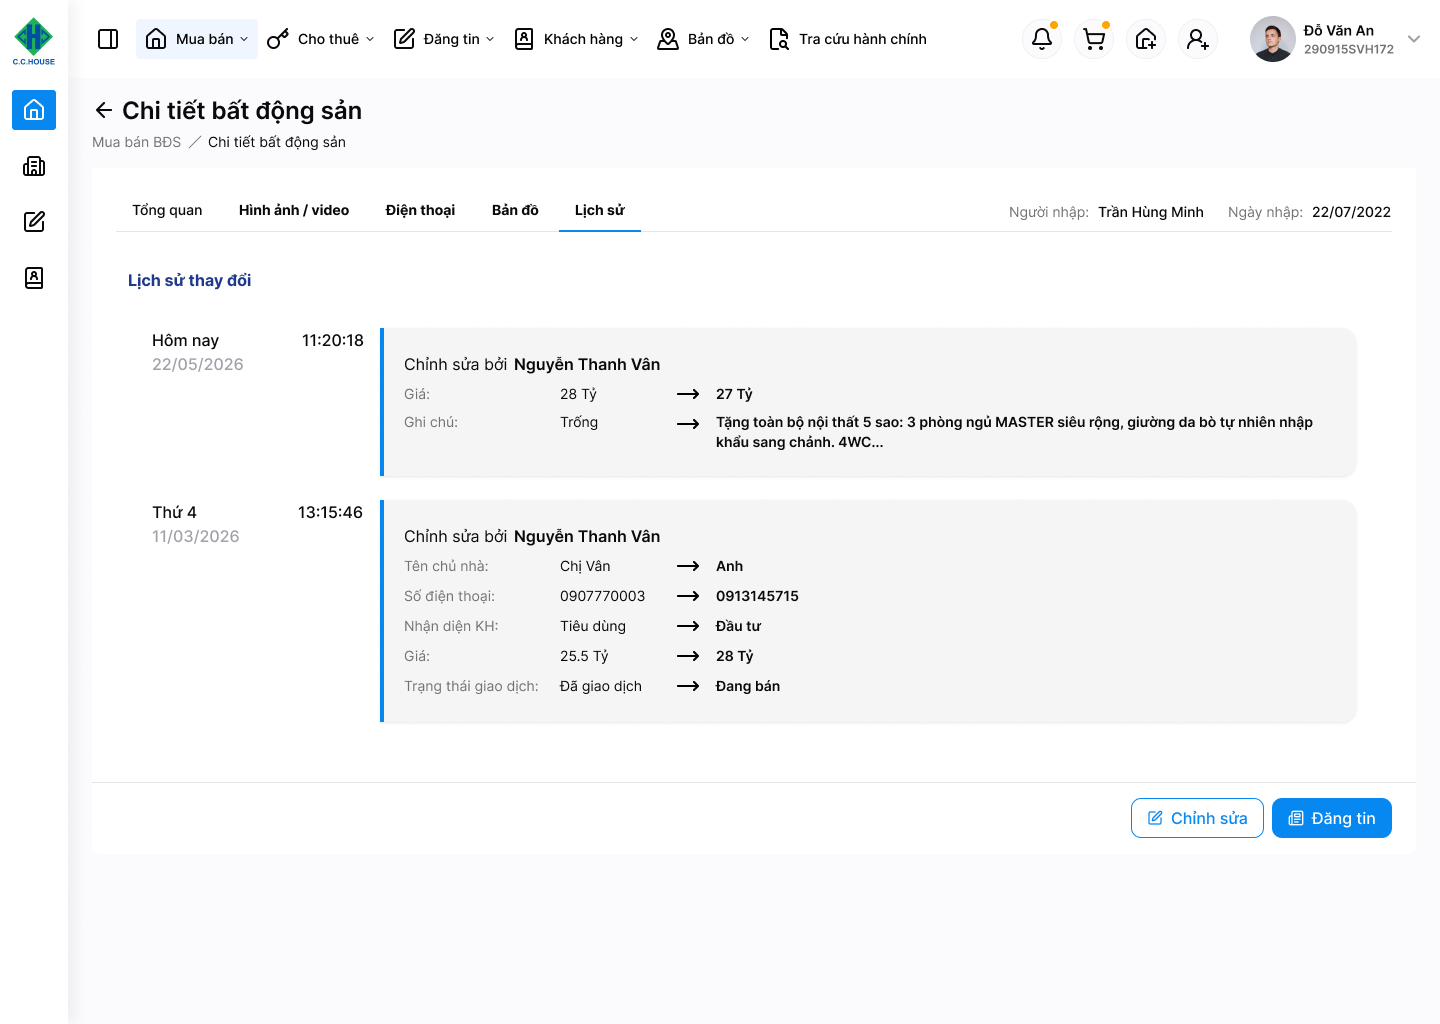 C.C.HOUSE
Mua bán
Cho thuê
Đăng tin
Khách hàng
Bản đồ
Tra cứu hành chính
Đỗ Văn An
290915SVH172
Chi tiết bất động sản
Mua bán BĐS / Chi tiết bất động sản
Tổng quan
Hình ảnh / video
Điện thoại
Bản đồ
Lịch sử
Người nhập: Trần Hùng Minh
Ngày nhập: 22/07/2022
Lịch sử thay đổi
Hôm nay
22/05/2026
11:20:18
Chỉnh sửa bởi Nguyễn Thanh Vân
Giá: 28 Tỷ 27 Tỷ
Ghi chú: Trống Tặng toàn bộ nội thất 5 sao: 3 phòng ngủ MASTER siêu rộng, giường da bò tự nhiên nhập
khẩu sang chảnh. 4WC...
Thứ 4
11/03/2026
13:15:46
Chỉnh sửa bởi Nguyễn Thanh Vân
Tên chủ nhà: Chị Vân Anh
Số điện thoại: 0907770003 0913145715
Nhận diện KH: Tiêu dùng Đầu tư
Giá: 25.5 Tỷ 28 Tỷ
Trạng thái giao dịch: Đã giao dịch Đang bán
Chỉnh sửa
Đăng tin